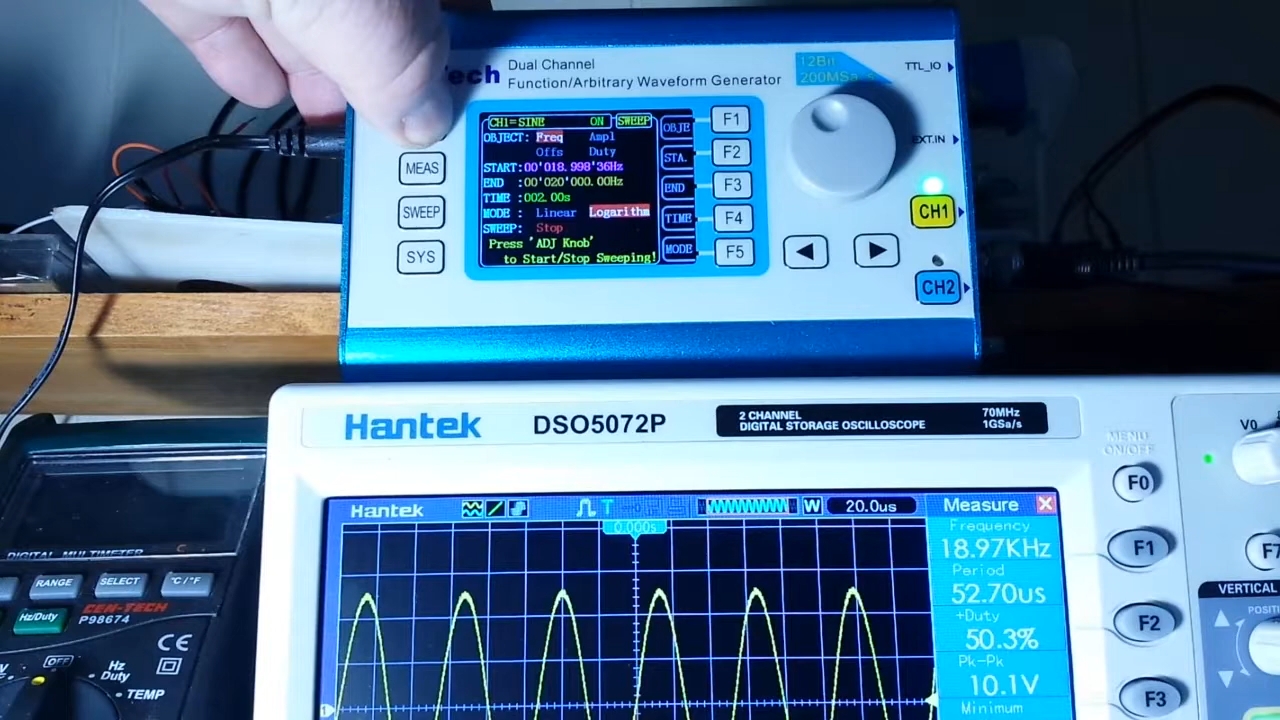 ech
Dual Channel
Function/Arbitrary Waveform Generator
12Bit
200MSa/s
TTL_IO
EXT.IN
CH1=SINE ON SWEEP
OBJECT: Freq Ampl
Offs Duty
START:00'018.998'36Hz
END :00'020'000.00Hz
TIME :002.00s
MODE : Linear Logarithm
SWEEP: Stop
Press 'ADJ Knob'
to Start/Stop Sweeping!
OBJE
STA.
END
TIME
MODE
F1
F2
F3
F4
F5
MEAS
SWEEP
SYS
CH1
CH2
Hantek DSO5072P
2 CHANNEL
DIGITAL STORAGE OSCILLOSCOPE
70MHz
1GSa/s
MENU
ON/OFF
F0
F1
F2
F3
V0
F7
VERTICAL
Hantek
T
W
20.0us
0.000s
1
Measure
Frequency
18.97KHz
Period
52.70us
+Duty
50.3%
Pk-Pk
10.1V
Minimum
DIGITAL MULTIMETER
RANGE
SELECT
°C/°F
Hz/Duty
CEN-TECH
P98674
CE
OFF
Hz
Duty
TEMP